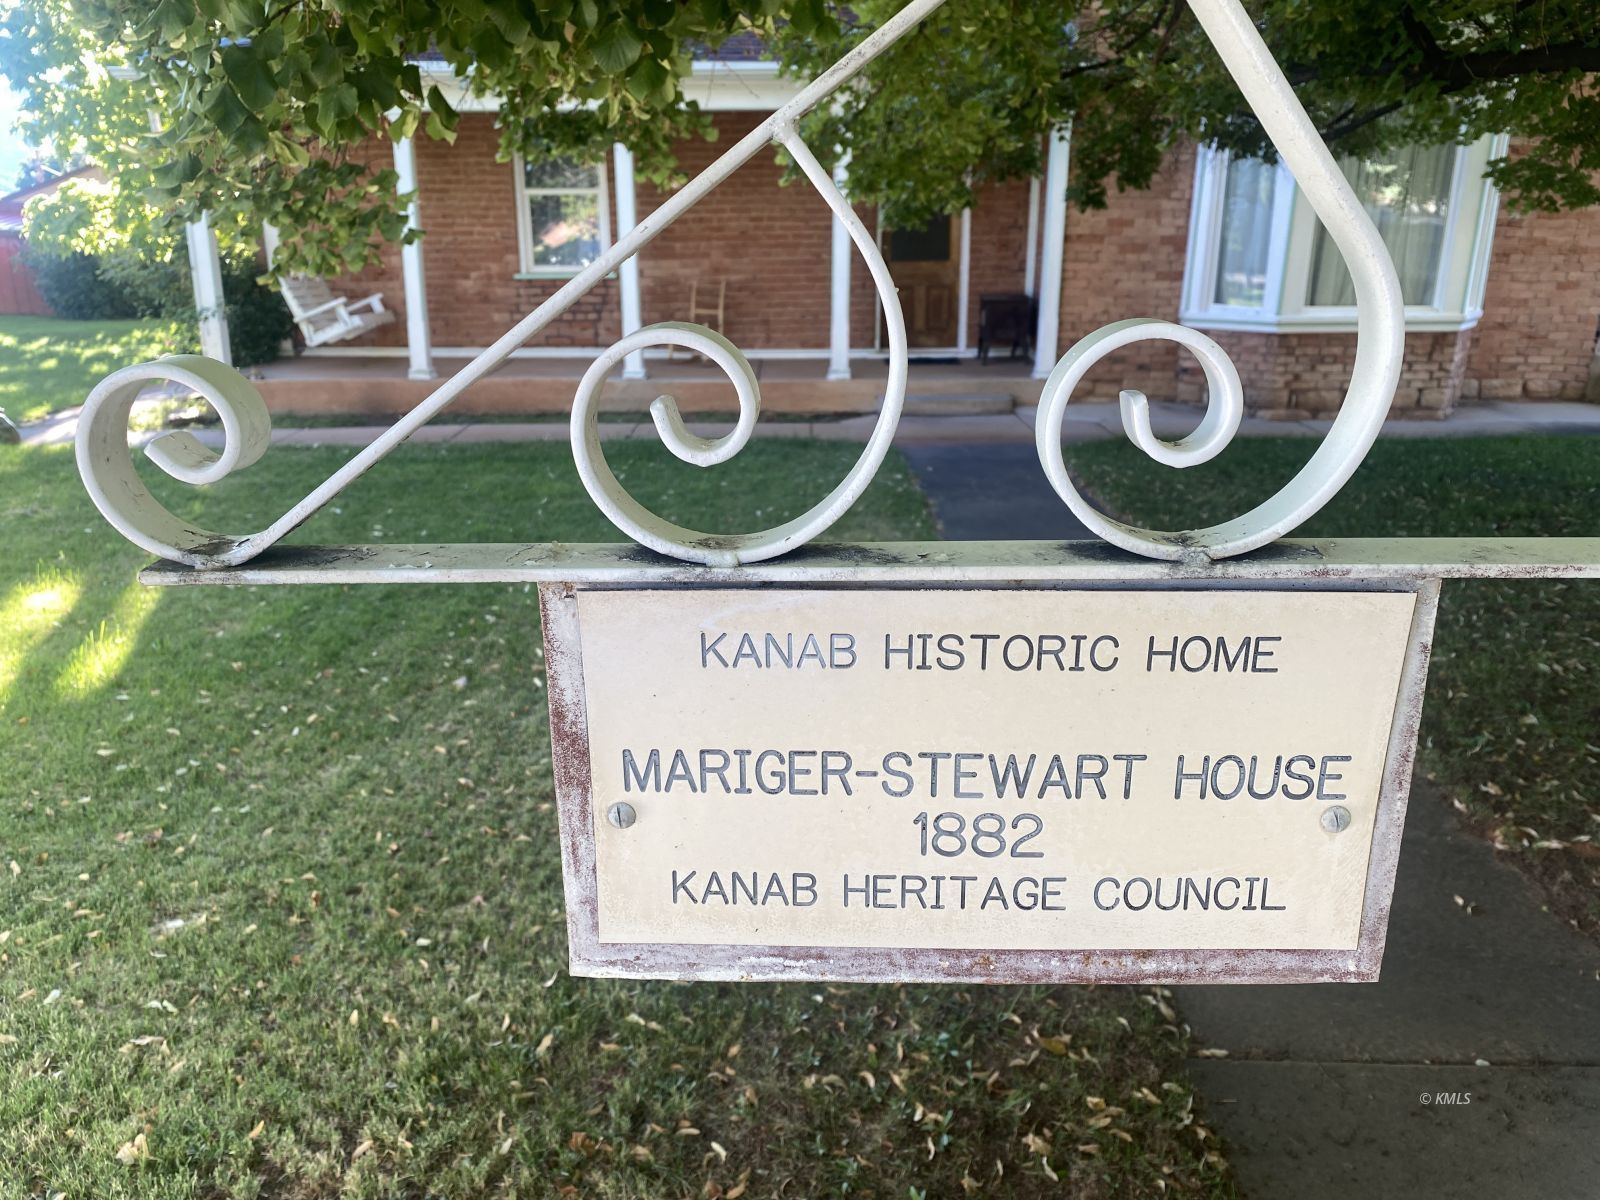 KANAB HISTORIC HOME
MARIGER-STEWART HOUSE
1882
KANAB HERITAGE COUNCIL
© KMLS